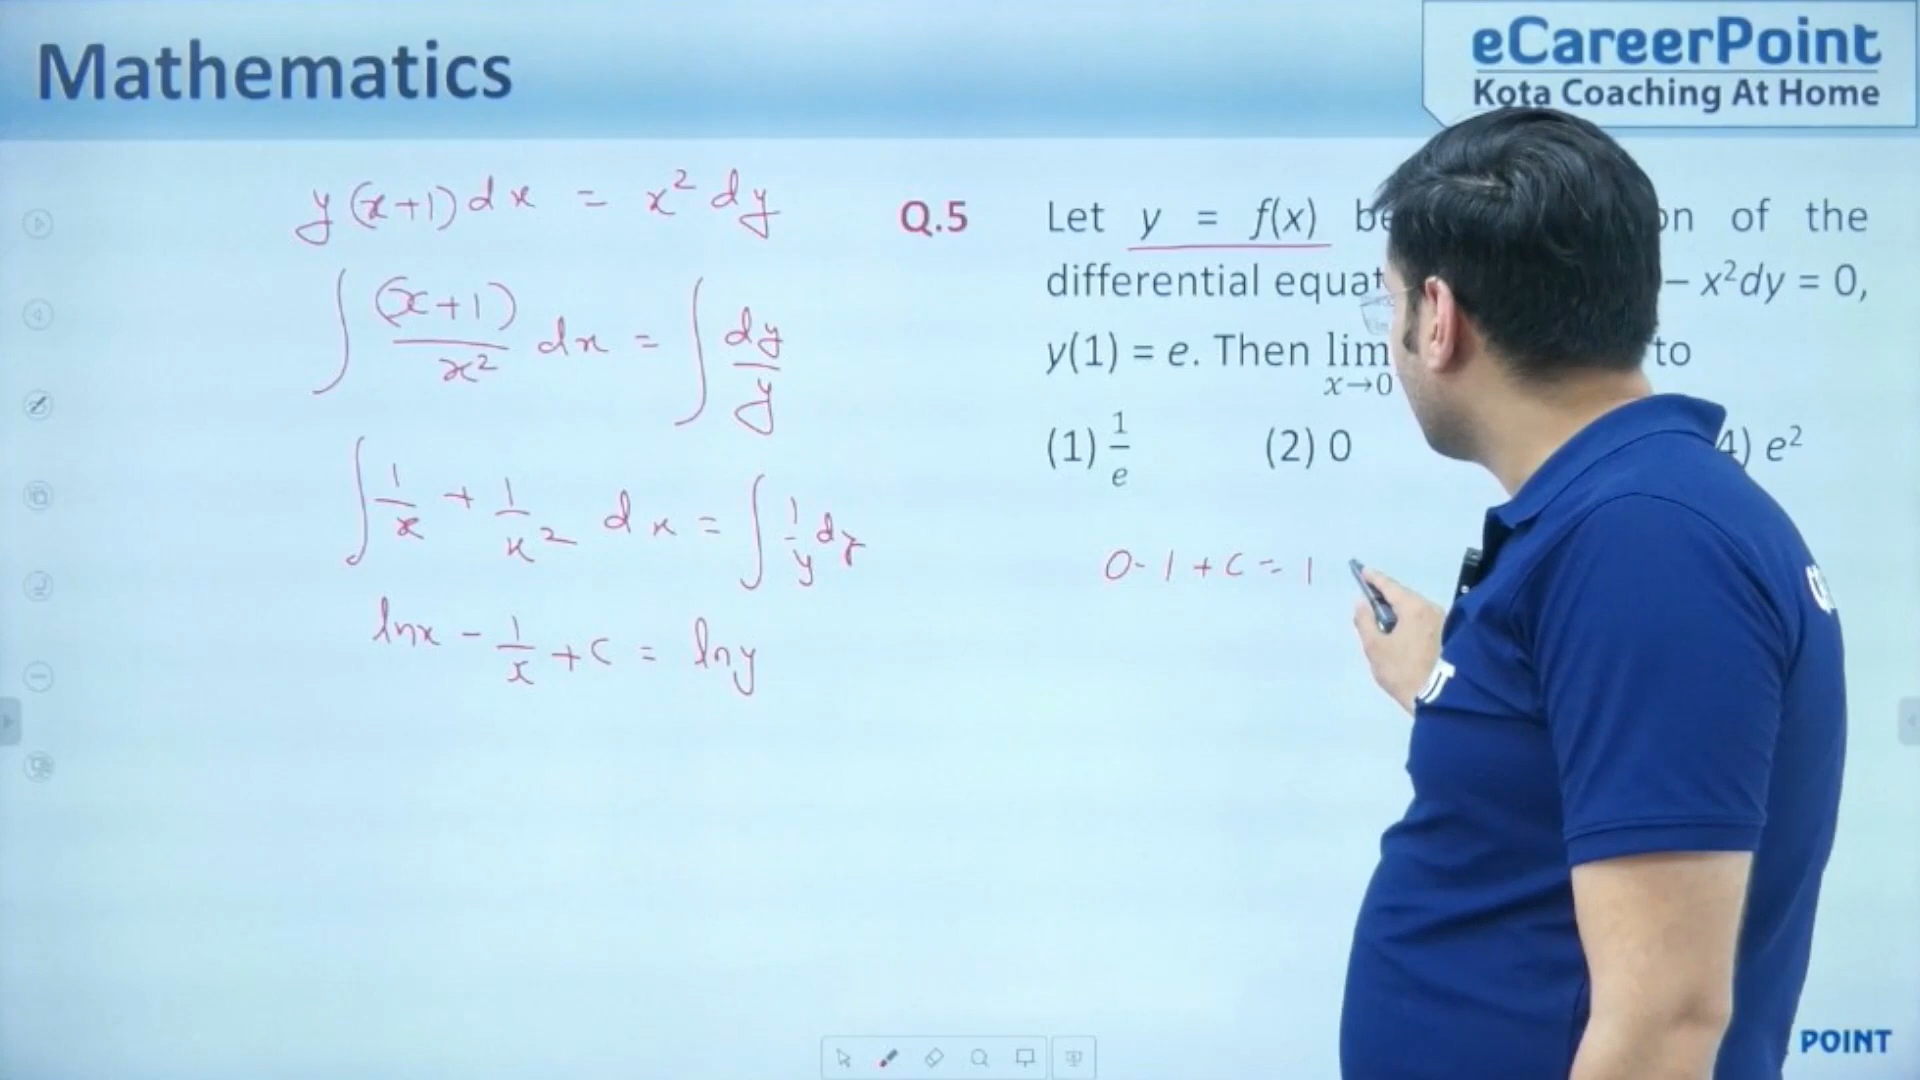 Mathematics
eCareerPoint
Kota Coaching At Home
y(x+1)dx = x² dy
∫ (x+1)/x² dx = ∫ dy/y
∫ 1/x + 1/x² dx = ∫ 1/y dy
lnx - 1/x + c = lny
Q.5 Let y = f(x) be on of the
differential equat – x²dy = 0,
y(1) = e. Then lim x→0 to
(1) 1/e (2) 0 4) e²
0-1+c=1
POINT